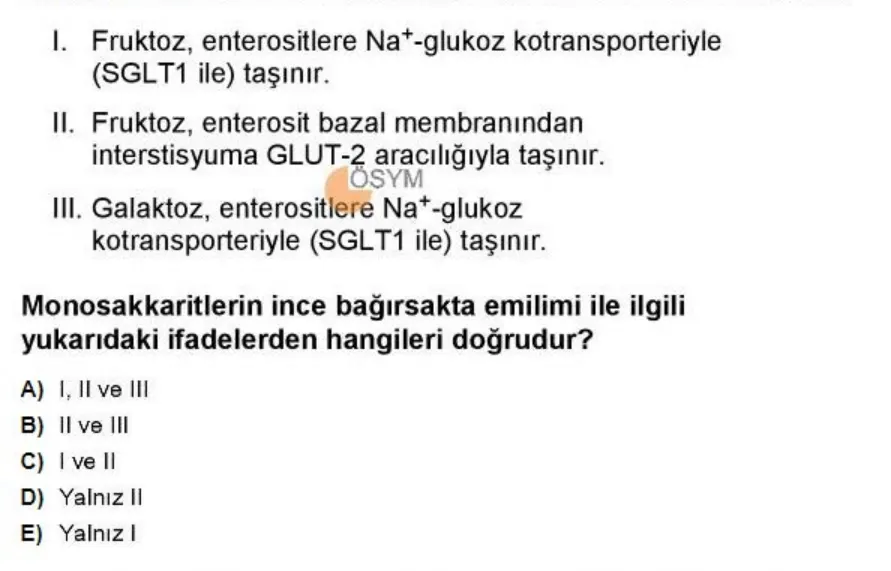 I. Fruktoz, enterositlere Na⁺-glukoz kotransporteriyle
(SGLT1 ile) taşınır.
II. Fruktoz, enterosit bazal membranından
interstisyuma GLUT-2 aracılığıyla taşınır.
ÖSYM
III. Galaktoz, enterositlere Na⁺-glukoz
kotransporteriyle (SGLT1 ile) taşınır.
Monosakkaritlerin ince bağırsakta emilimi ile ilgili
yukarıdaki ifadelerden hangileri doğrudur?
A) I, II ve III
B) II ve III
C) I ve II
D) Yalnız II
E) Yalnız I